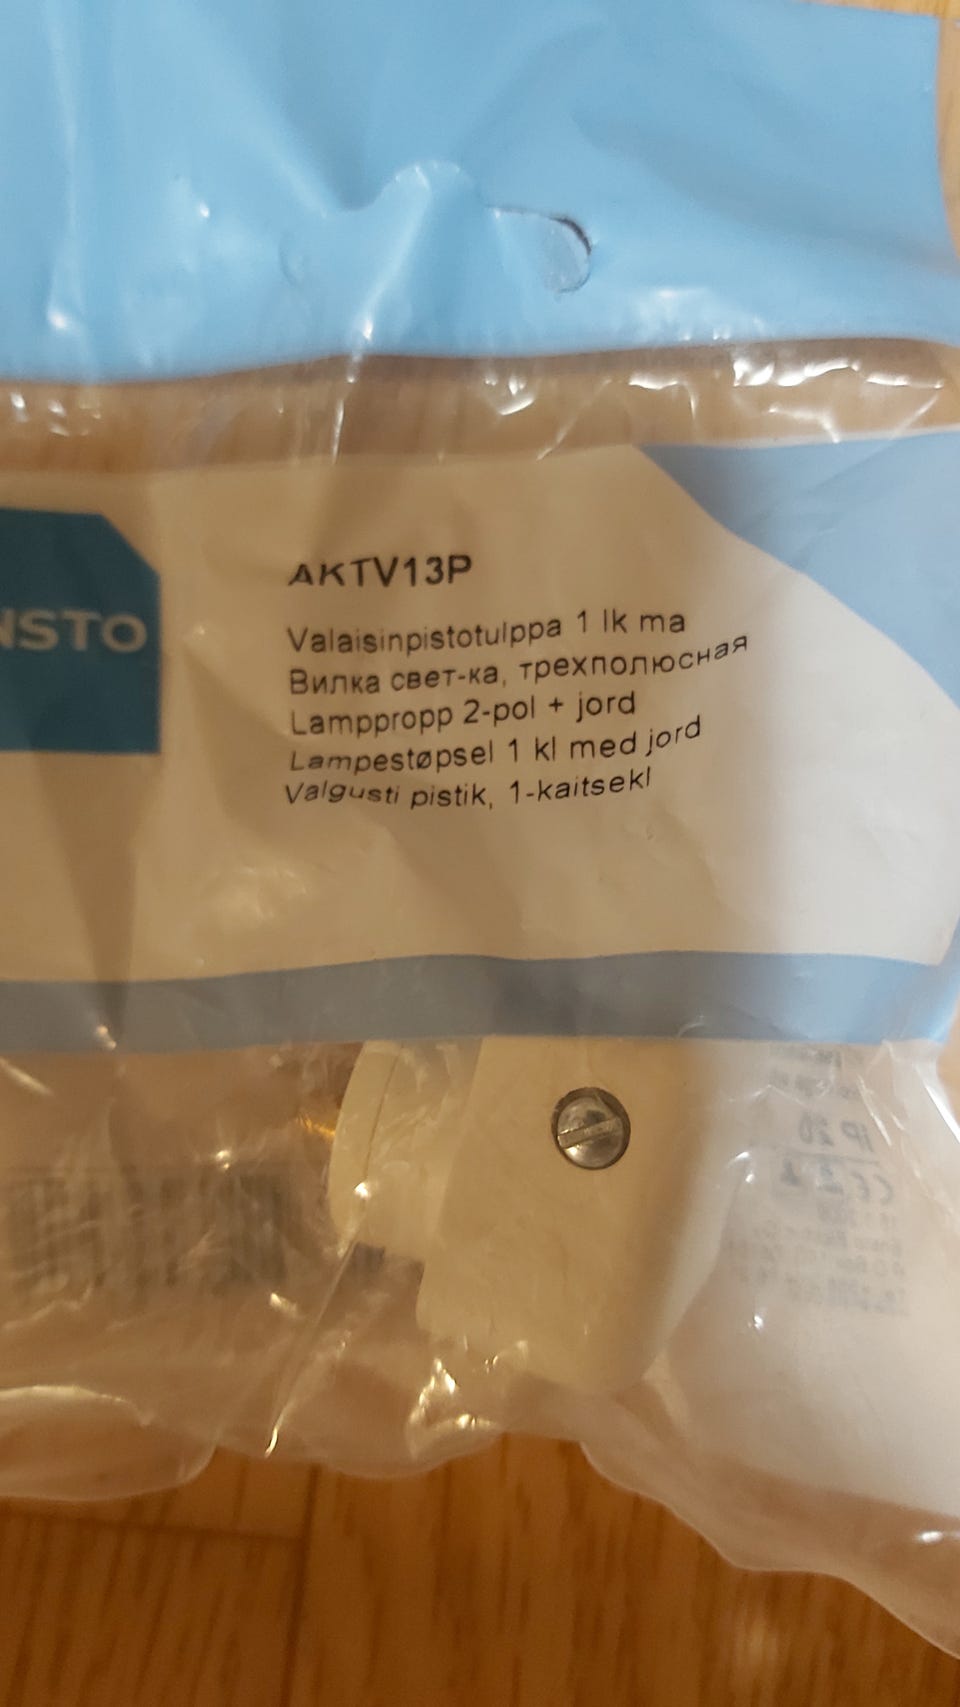 NSTO
AKTV13P
Valaisinpistotulppa 1 lk ma
Вилка свет-ка, трехполюсная
Lamppropp 2-pol + jord
Lampestøpsel 1 kl med jord
Valgusti pistik, 1-kaitsekl
IP 20